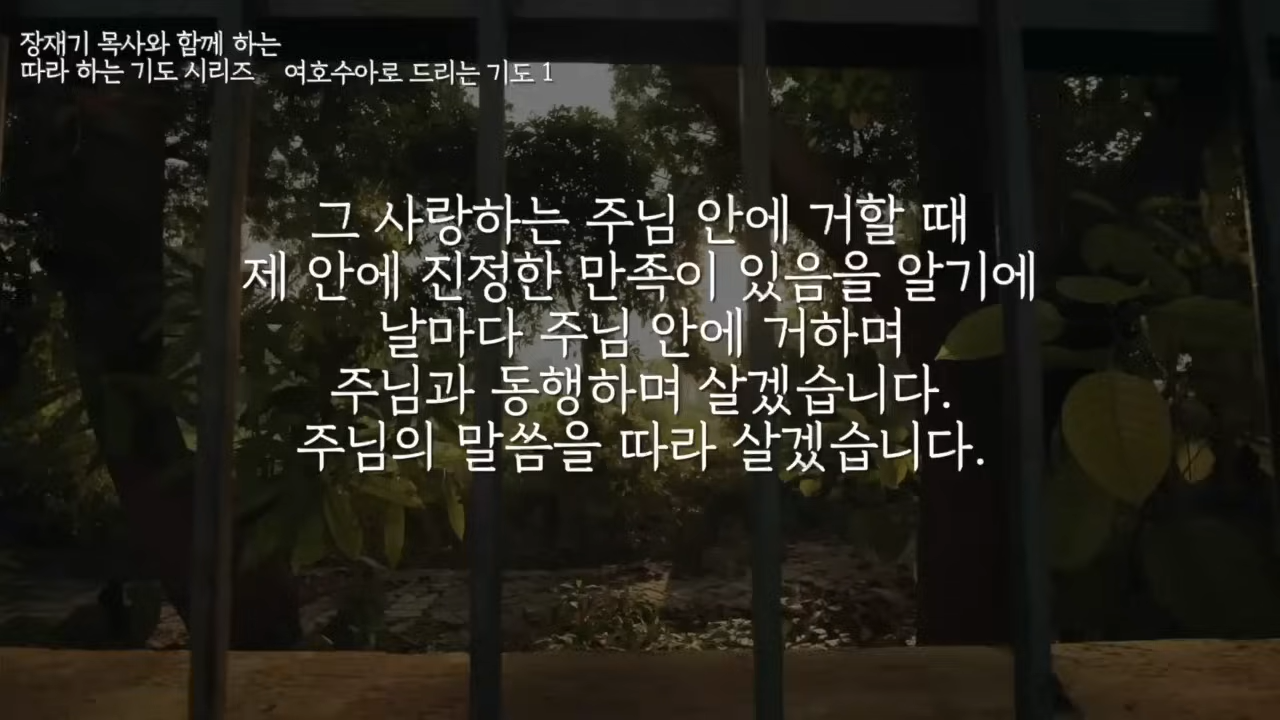 장재기 목사와 함께 하는
따라 하는 기도 시리즈 여호수아로 드리는 기도 1
그 사랑하는 주님 안에 거할 때
제 안에 진정한 만족이 있음을 알기에
날마다 주님 안에 거하며
주님과 동행하며 살겠습니다.
주님의 말씀을 따라 살겠습니다.